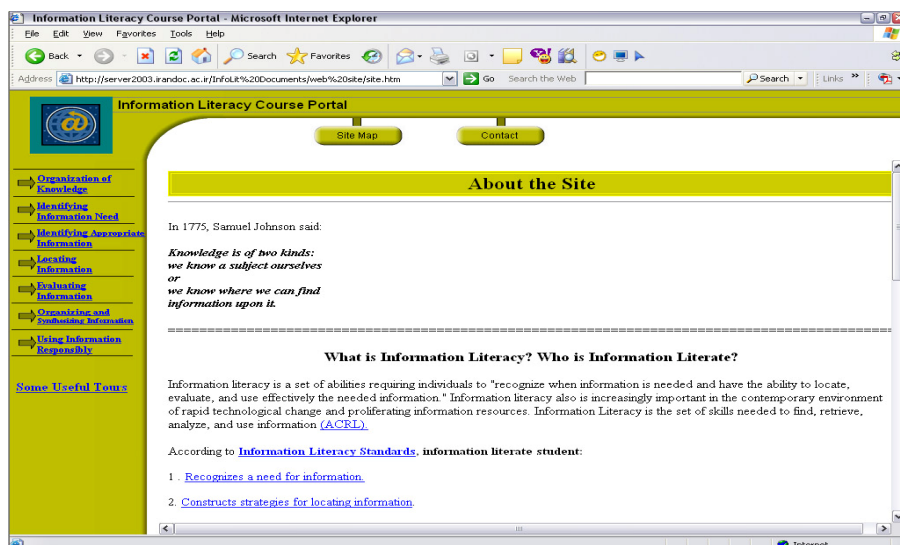 Information Literacy Course Portal - Microsoft Internet Explorer
File Edit View Favorites Tools Help
Back Search Favorites
Address http://server2003.irandoc.ac.ir/InfoLit%20Documents/web%20site/site.htm Go Search the Web Search Links
Information Literacy Course Portal
Site Map Contact
Organization of
Knowledge
Identifying
Information Need
Identifying Appropriate
Information
Locating
Information
Evaluating
Information
Organizing and
Synthesizing Information
Using Information
Responsibly
Some Useful Tours
About the Site
In 1775, Samuel Johnson said:
Knowledge is of two kinds:
we know a subject ourselves
or
we know where we can find
information upon it.
What is Information Literacy? Who is Information Literate?
Information literacy is a set of abilities requiring individuals to "recognize when information is needed and have the ability to locate,
evaluate, and use effectively the needed information." Information literacy also is increasingly important in the contemporary environment
of rapid technological change and proliferating information resources. Information Literacy is the set of skills needed to find, retrieve,
analyze, and use information (ACRL).
According to Information Literacy Standards, information literate student:
1 . Recognizes a need for information.
2. Constructs strategies for locating information.
Internet